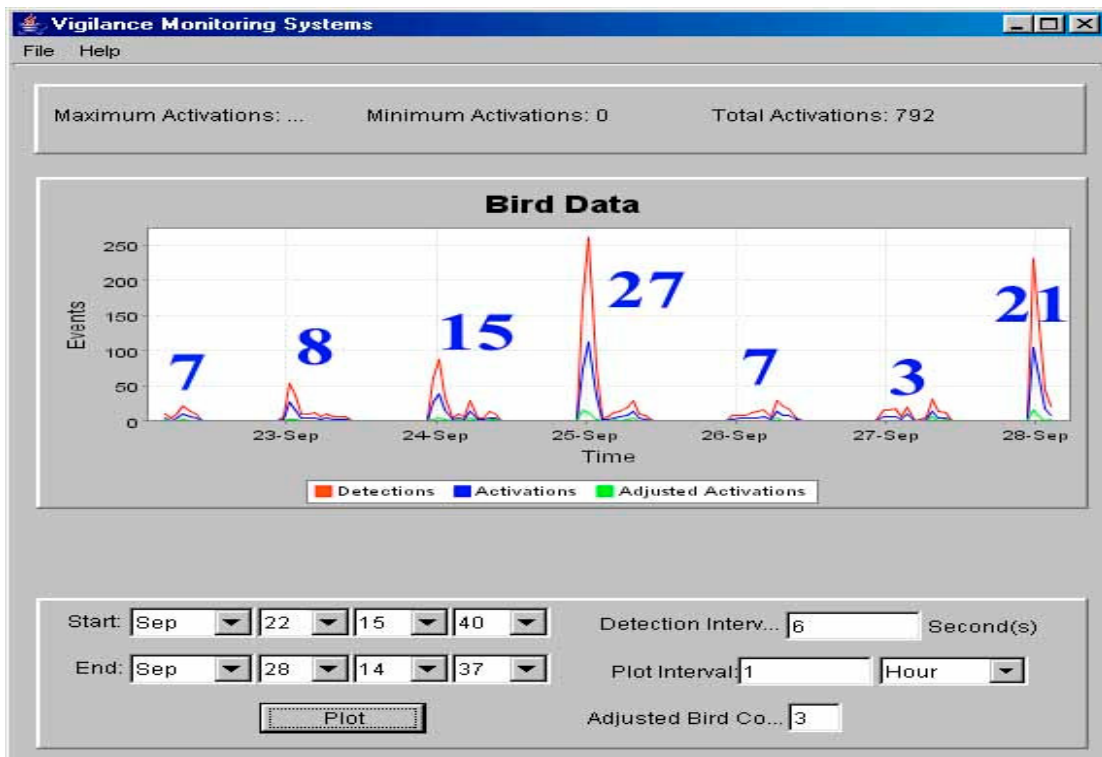 Vigilance Monitoring Systems
File Help
Maximum Activations: ... Minimum Activations: 0 Total Activations: 792
Bird Data
Events
250
200
150
100
50
0
7
8
15
27
7
3
21
23-Sep 24-Sep 25-Sep 26-Sep 27-Sep 28-Sep
Time
Detections Activations Adjusted Activations
Start: Sep 22 15 40
End: Sep 28 14 37
Plot
Detection Interv... 6 Second(s)
Plot Interval: 1 Hour
Adjusted Bird Co... 3